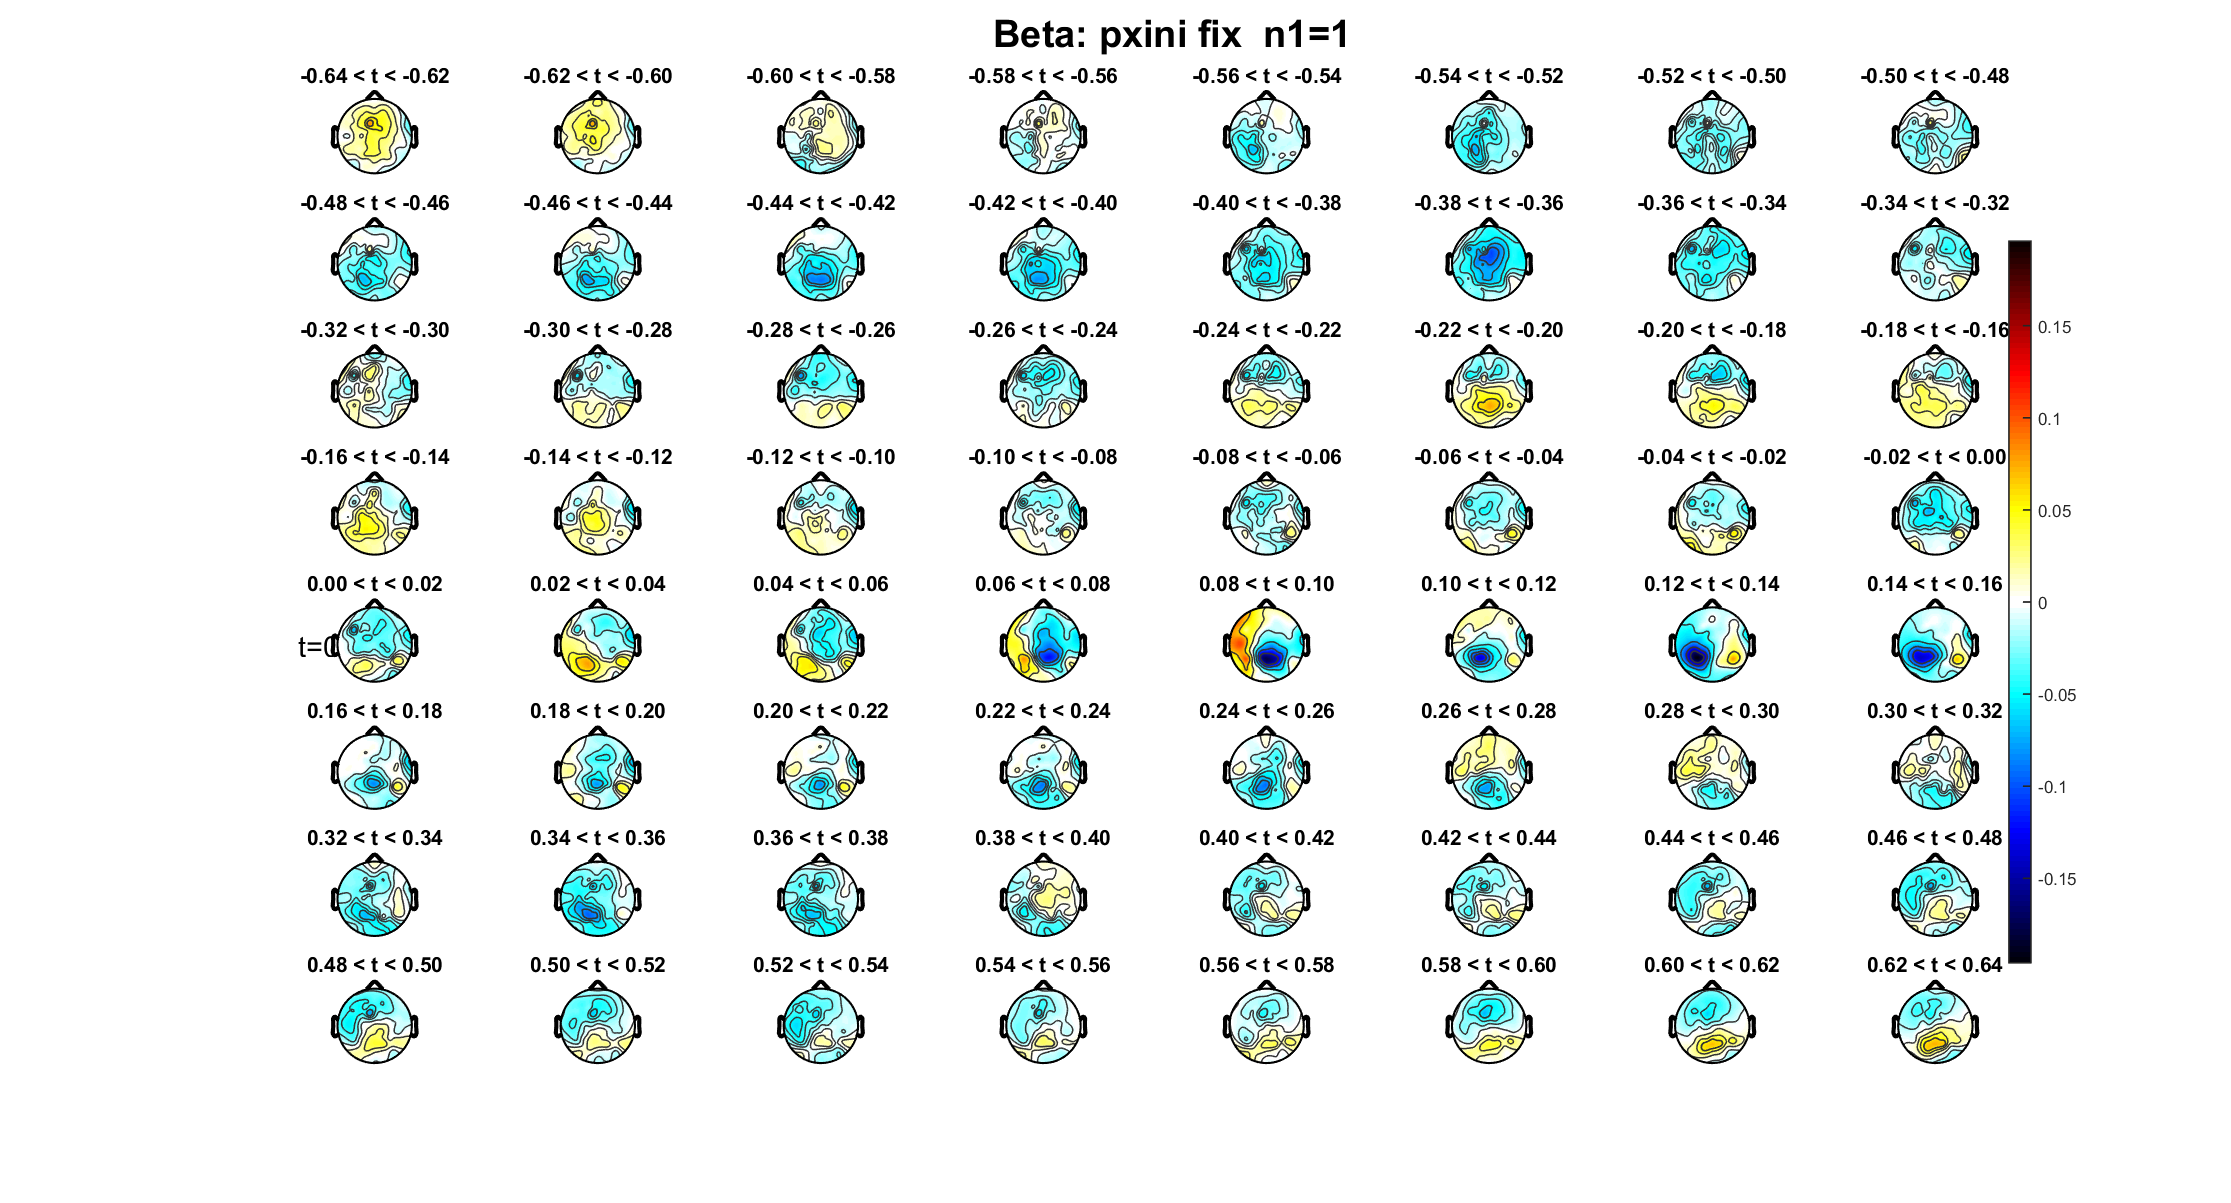 Beta: pxini fix  n1=1
-0.64 < t < -0.62 -0.62 < t < -0.60 -0.60 < t < -0.58 -0.58 < t < -0.56 -0.56 < t < -0.54 -0.54 < t < -0.52 -0.52 < t < -0.50 -0.50 < t < -0.48
-0.48 < t < -0.46 -0.46 < t < -0.44 -0.44 < t < -0.42 -0.42 < t < -0.40 -0.40 < t < -0.38 -0.38 < t < -0.36 -0.36 < t < -0.34 -0.34 < t < -0.32
-0.32 < t < -0.30 -0.30 < t < -0.28 -0.28 < t < -0.26 -0.26 < t < -0.24 -0.24 < t < -0.22 -0.22 < t < -0.20 -0.20 < t < -0.18 -0.18 < t < -0.16
-0.16 < t < -0.14 -0.14 < t < -0.12 -0.12 < t < -0.10 -0.10 < t < -0.08 -0.08 < t < -0.06 -0.06 < t < -0.04 -0.04 < t < -0.02 -0.02 < t < 0.00
0.00 < t < 0.02 0.02 < t < 0.04 0.04 < t < 0.06 0.06 < t < 0.08 0.08 < t < 0.10 0.10 < t < 0.12 0.12 < t < 0.14 0.14 < t < 0.16
t=0
0.16 < t < 0.18 0.18 < t < 0.20 0.20 < t < 0.22 0.22 < t < 0.24 0.24 < t < 0.26 0.26 < t < 0.28 0.28 < t < 0.30 0.30 < t < 0.32
0.32 < t < 0.34 0.34 < t < 0.36 0.36 < t < 0.38 0.38 < t < 0.40 0.40 < t < 0.42 0.42 < t < 0.44 0.44 < t < 0.46 0.46 < t < 0.48
0.48 < t < 0.50 0.50 < t < 0.52 0.52 < t < 0.54 0.54 < t < 0.56 0.56 < t < 0.58 0.58 < t < 0.60 0.60 < t < 0.62 0.62 < t < 0.64
0.15
0.1
0.05
0
-0.05
-0.1
-0.15